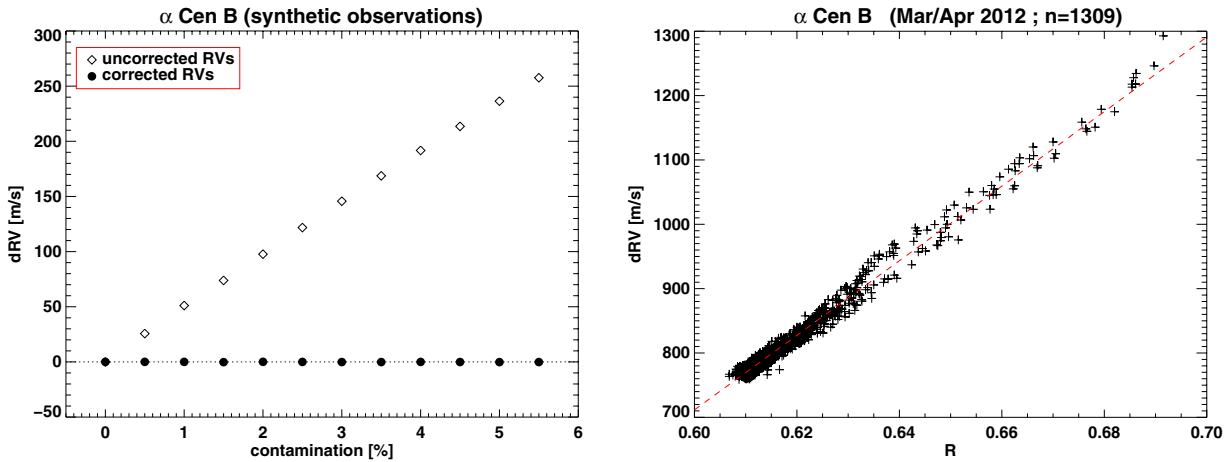 α Cen B (synthetic observations)
300
250
200
150
100
50
0
−50
dRV [m/s]
uncorrected RVs
corrected RVs
0 1 2 3 4 5 6
contamination [%]
α Cen B (Mar/Apr 2012 ; n=1309)
1300
1200
1100
1000
900
800
700
dRV [m/s]
0.60 0.62 0.64 0.66 0.68 0.70
R